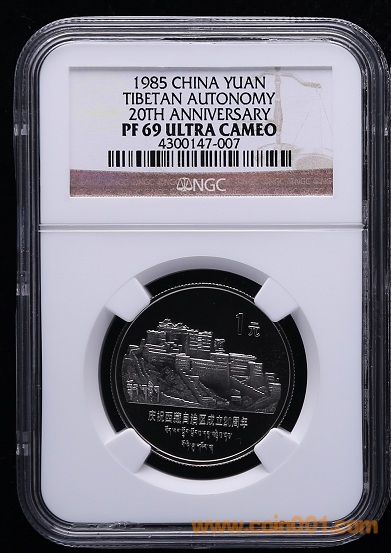 1985 CHINA YUAN
TIBETAN AUTONOMY
20TH ANNIVERSARY
PF 69 ULTRA CAMEO
4300147-007
NGC
1元
庆祝西藏自治区成立20周年
www.coin001.com